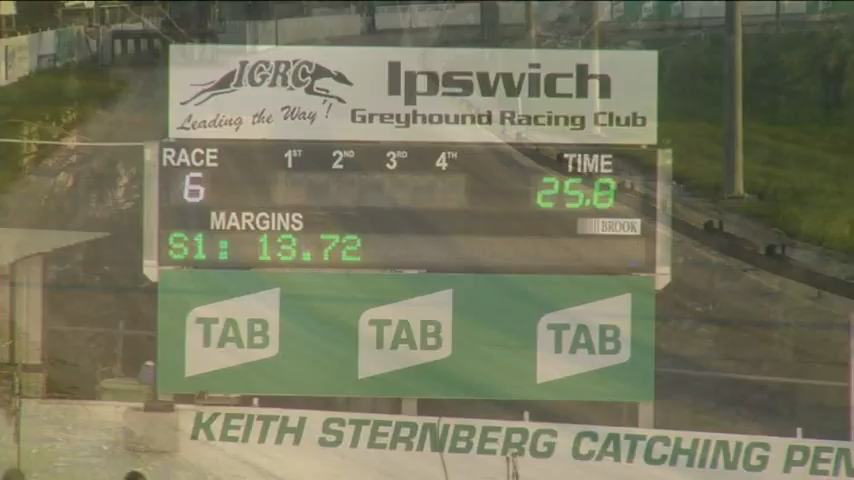 IGRC
Leading the Way!
Ipswich
Greyhound Racing Club
RACE 1ST 2ND 3RD 4TH TIME
6 25.8
MARGINS BROOK
S1: 13.72
TAB TAB TAB
KEITH STERNBERG CATCHING PEN